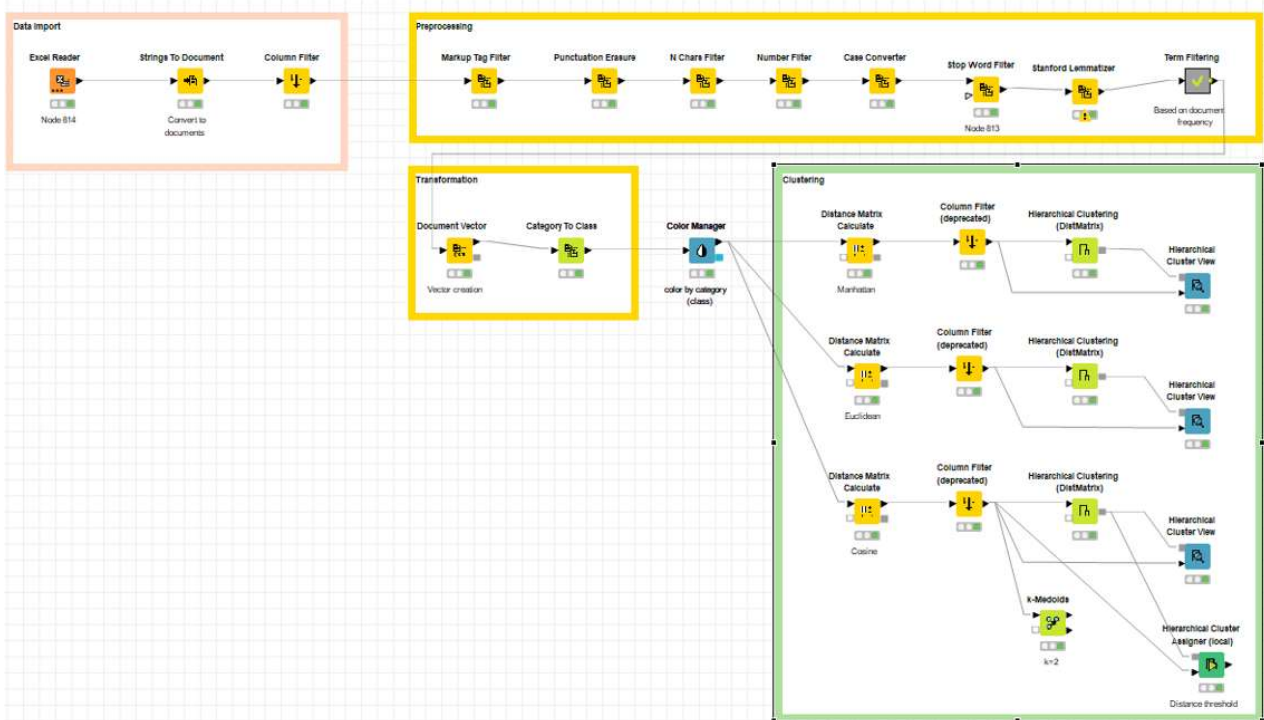 Data Import
Excel Reader
Strings To Document
Column Filter
Node 814
Convert to
documents
Preprocessing
Markup Tag Filter
Punctuation Erasure
N Chars Filter
Number Filter
Case Converter
Stop Word Filter
Stanford Lemmatizer
Term Filtering
Node 813
Based on document
frequency
Transformation
Document Vector
Category To Class
Vector creation
Color Manager
color by category
(class)
Clustering
Distance Matrix
Calculate
Column Filter
(deprecated)
Hierarchical Clustering
(DistMatrix)
Hierarchical
Cluster View
Manhattan
Distance Matrix
Calculate
Column Filter
(deprecated)
Hierarchical Clustering
(DistMatrix)
Hierarchical
Cluster View
Euclidean
Distance Matrix
Calculate
Column Filter
(deprecated)
Hierarchical Clustering
(DistMatrix)
Hierarchical
Cluster View
Cosine
k-Medoids
k=2
Hierarchical Cluster
Assigner (local)
Distance threshold